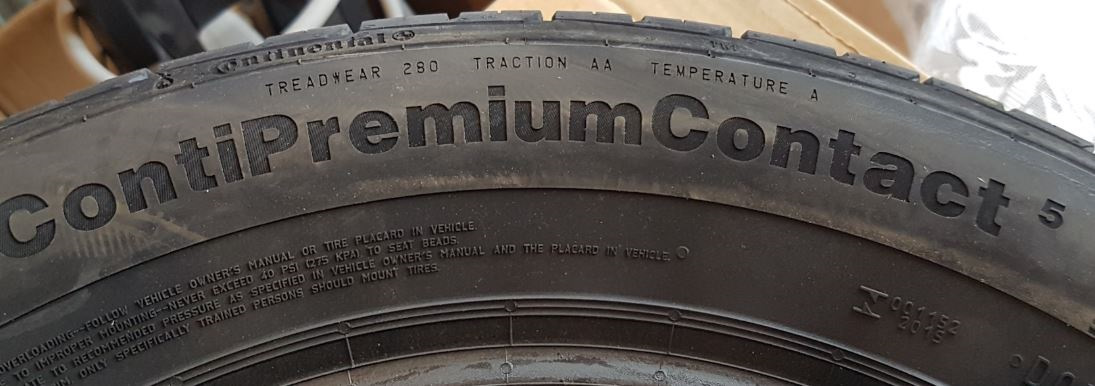 Continental
TREADWEAR 280 TRACTION AA TEMPERATURE A
ContiPremiumContact 5
OVERLOADING--FOLLOW VEHICLE OWNER'S MANUAL OR TIRE PLACARD IN VEHICLE.
TO IMPROPER MOUNTING--NEVER EXCEED 40 PSI (275 KPA) TO SEAT BEADS.
TO RECOMMENDED PRESSURE AS SPECIFIED IN VEHICLE OWNER'S MANUAL AND THE PLACARD IN VEHICLE.
ONLY SPECIFICALLY TRAINED PERSONS SHOULD MOUNT TIRES.
001152